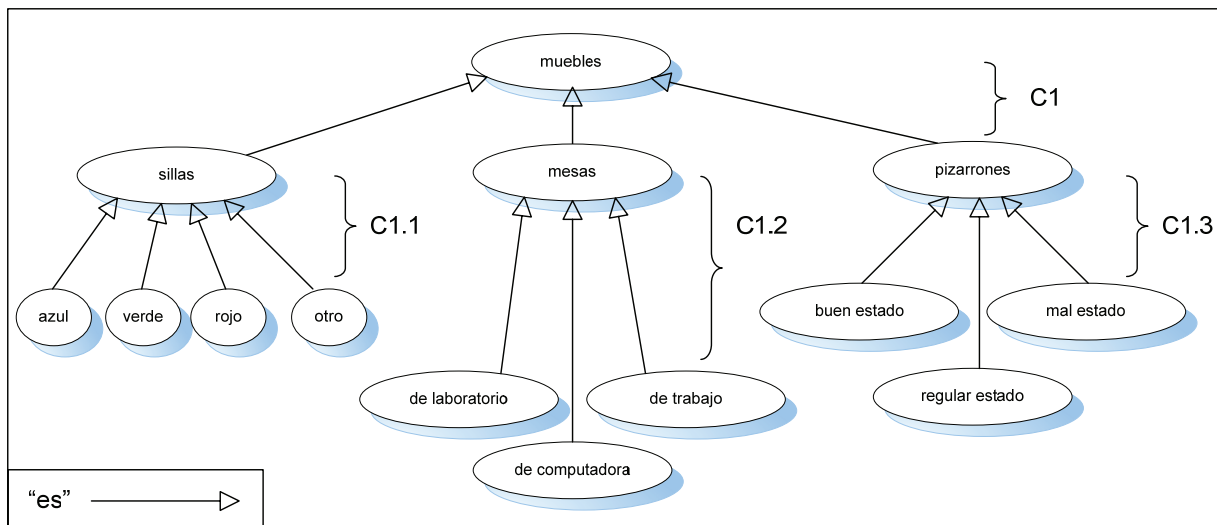 muebles
C1
sillas
mesas
pizarrones
C1.1
C1.2
C1.3
azul
verde
rojo
otro
buen estado
mal estado
de laboratorio
de trabajo
regular estado
de computadora
“es”